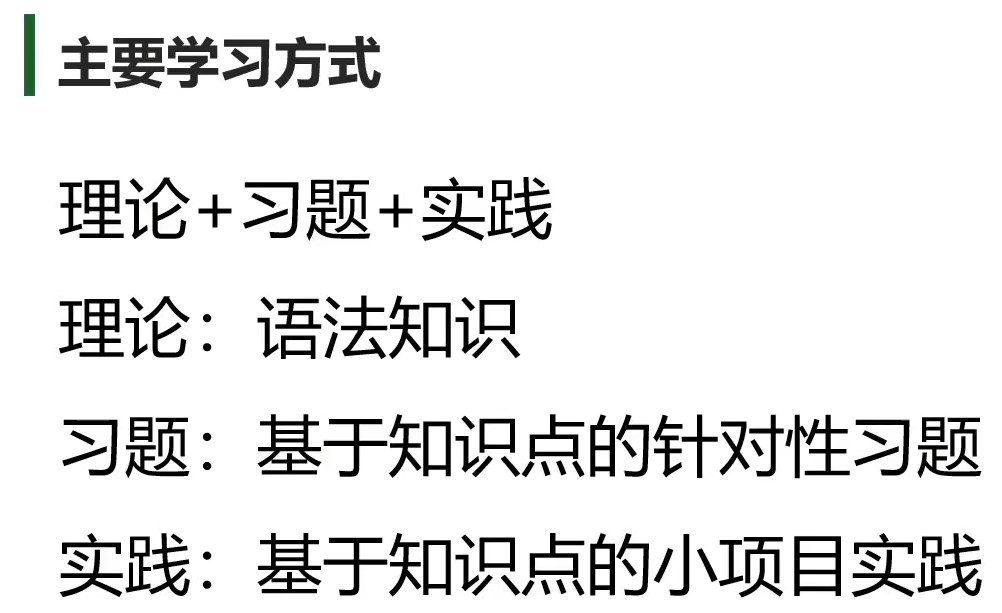 主要学习方式
理论+习题+实践
理论：语法知识
习题：基于知识点的针对性习题
实践：基于知识点的小项目实践